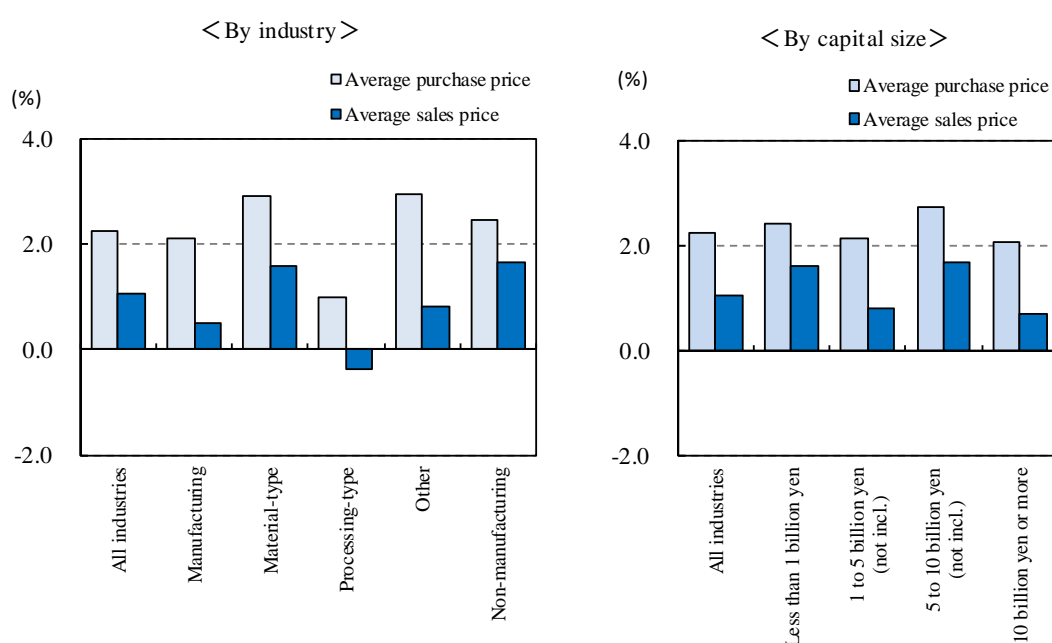 ＜By industry＞
Average purchase price
Average sales price
(%)
4.0
2.0
0.0
-2.0
All industries
Manufacturing
Material-type
Processing-type
Other
Non-manufacturing
＜By capital size＞
Average purchase price
Average sales price
(%)
4.0
2.0
0.0
-2.0
All industries
Less than 1 billion yen
1 to 5 billion yen
(not incl.)
5 to 10 billion yen
(not incl.)
10 billion yen or more